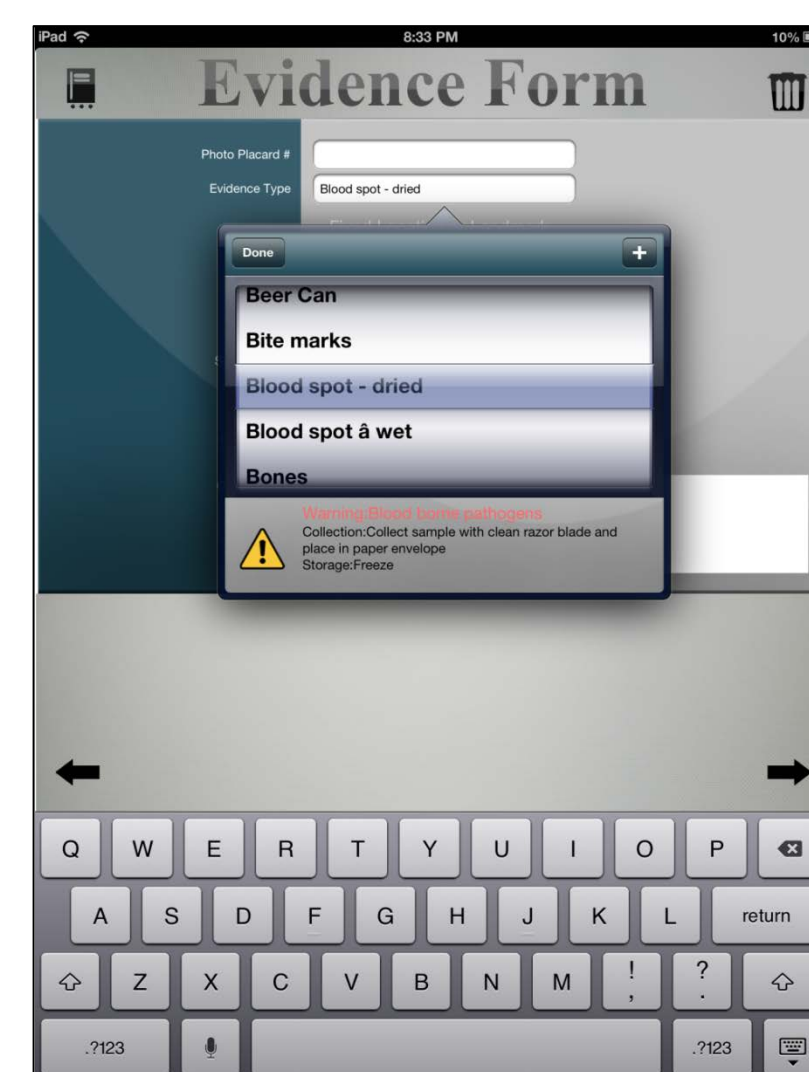 iPad 8:33 PM 10%
Evidence Form
Photo Placard #
Evidence Type Blood spot - dried
Done +
Beer Can
Bite marks
Blood spot - dried
Blood spot â wet
Bones
Warning:Blood borne pathogens
Collection:Collect sample with clean razor blade and
place in paper envelope
Storage:Freeze
Q W E R T Y U I O P
A S D F G H J K L return
Z X C V B N M ! , ? .
.?123 .?123